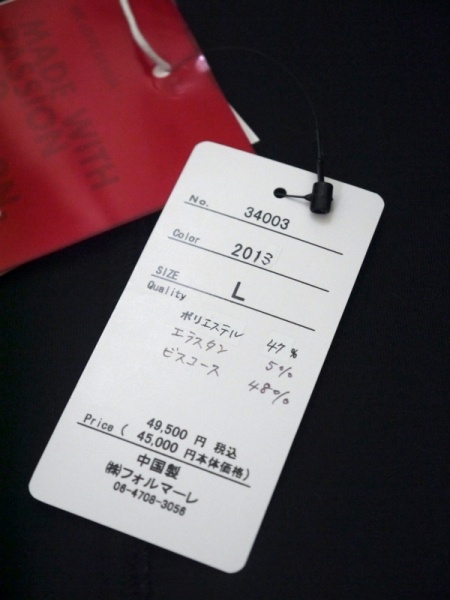 MADE WITH
PASSION
No. 34003
Color 2013
SIZE L
Quality
ポリエステル 47 %
エラスタン 5%
ビスコース 48%
49,500 円 税込
Price ( 45,000 円本体価格)
中国製
㈱フォルマーレ
06-4708-3056